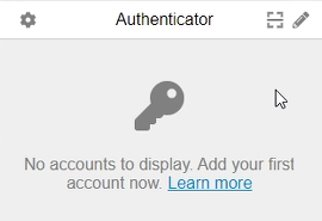 Authenticator
No accounts to display. Add your first
account now. Learn more